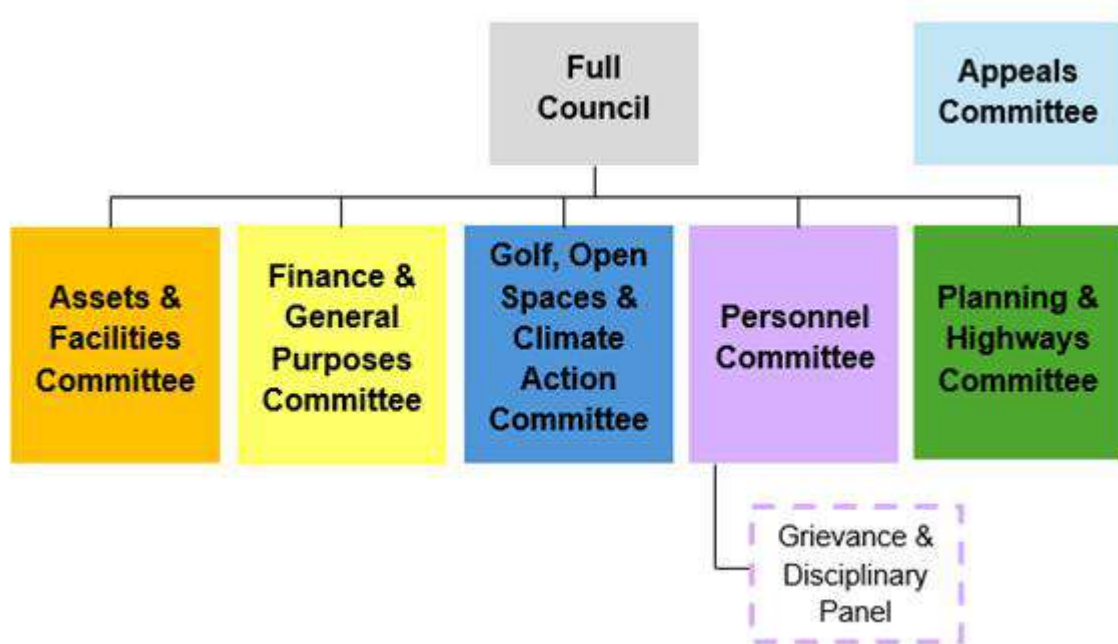 Full
Council
Appeals
Committee
Assets &
Facilities
Committee
Finance &
General
Purposes
Committee
Golf, Open
Spaces &
Climate
Action
Committee
Personnel
Committee
Planning &
Highways
Committee
Grievance &
Disciplinary
Panel